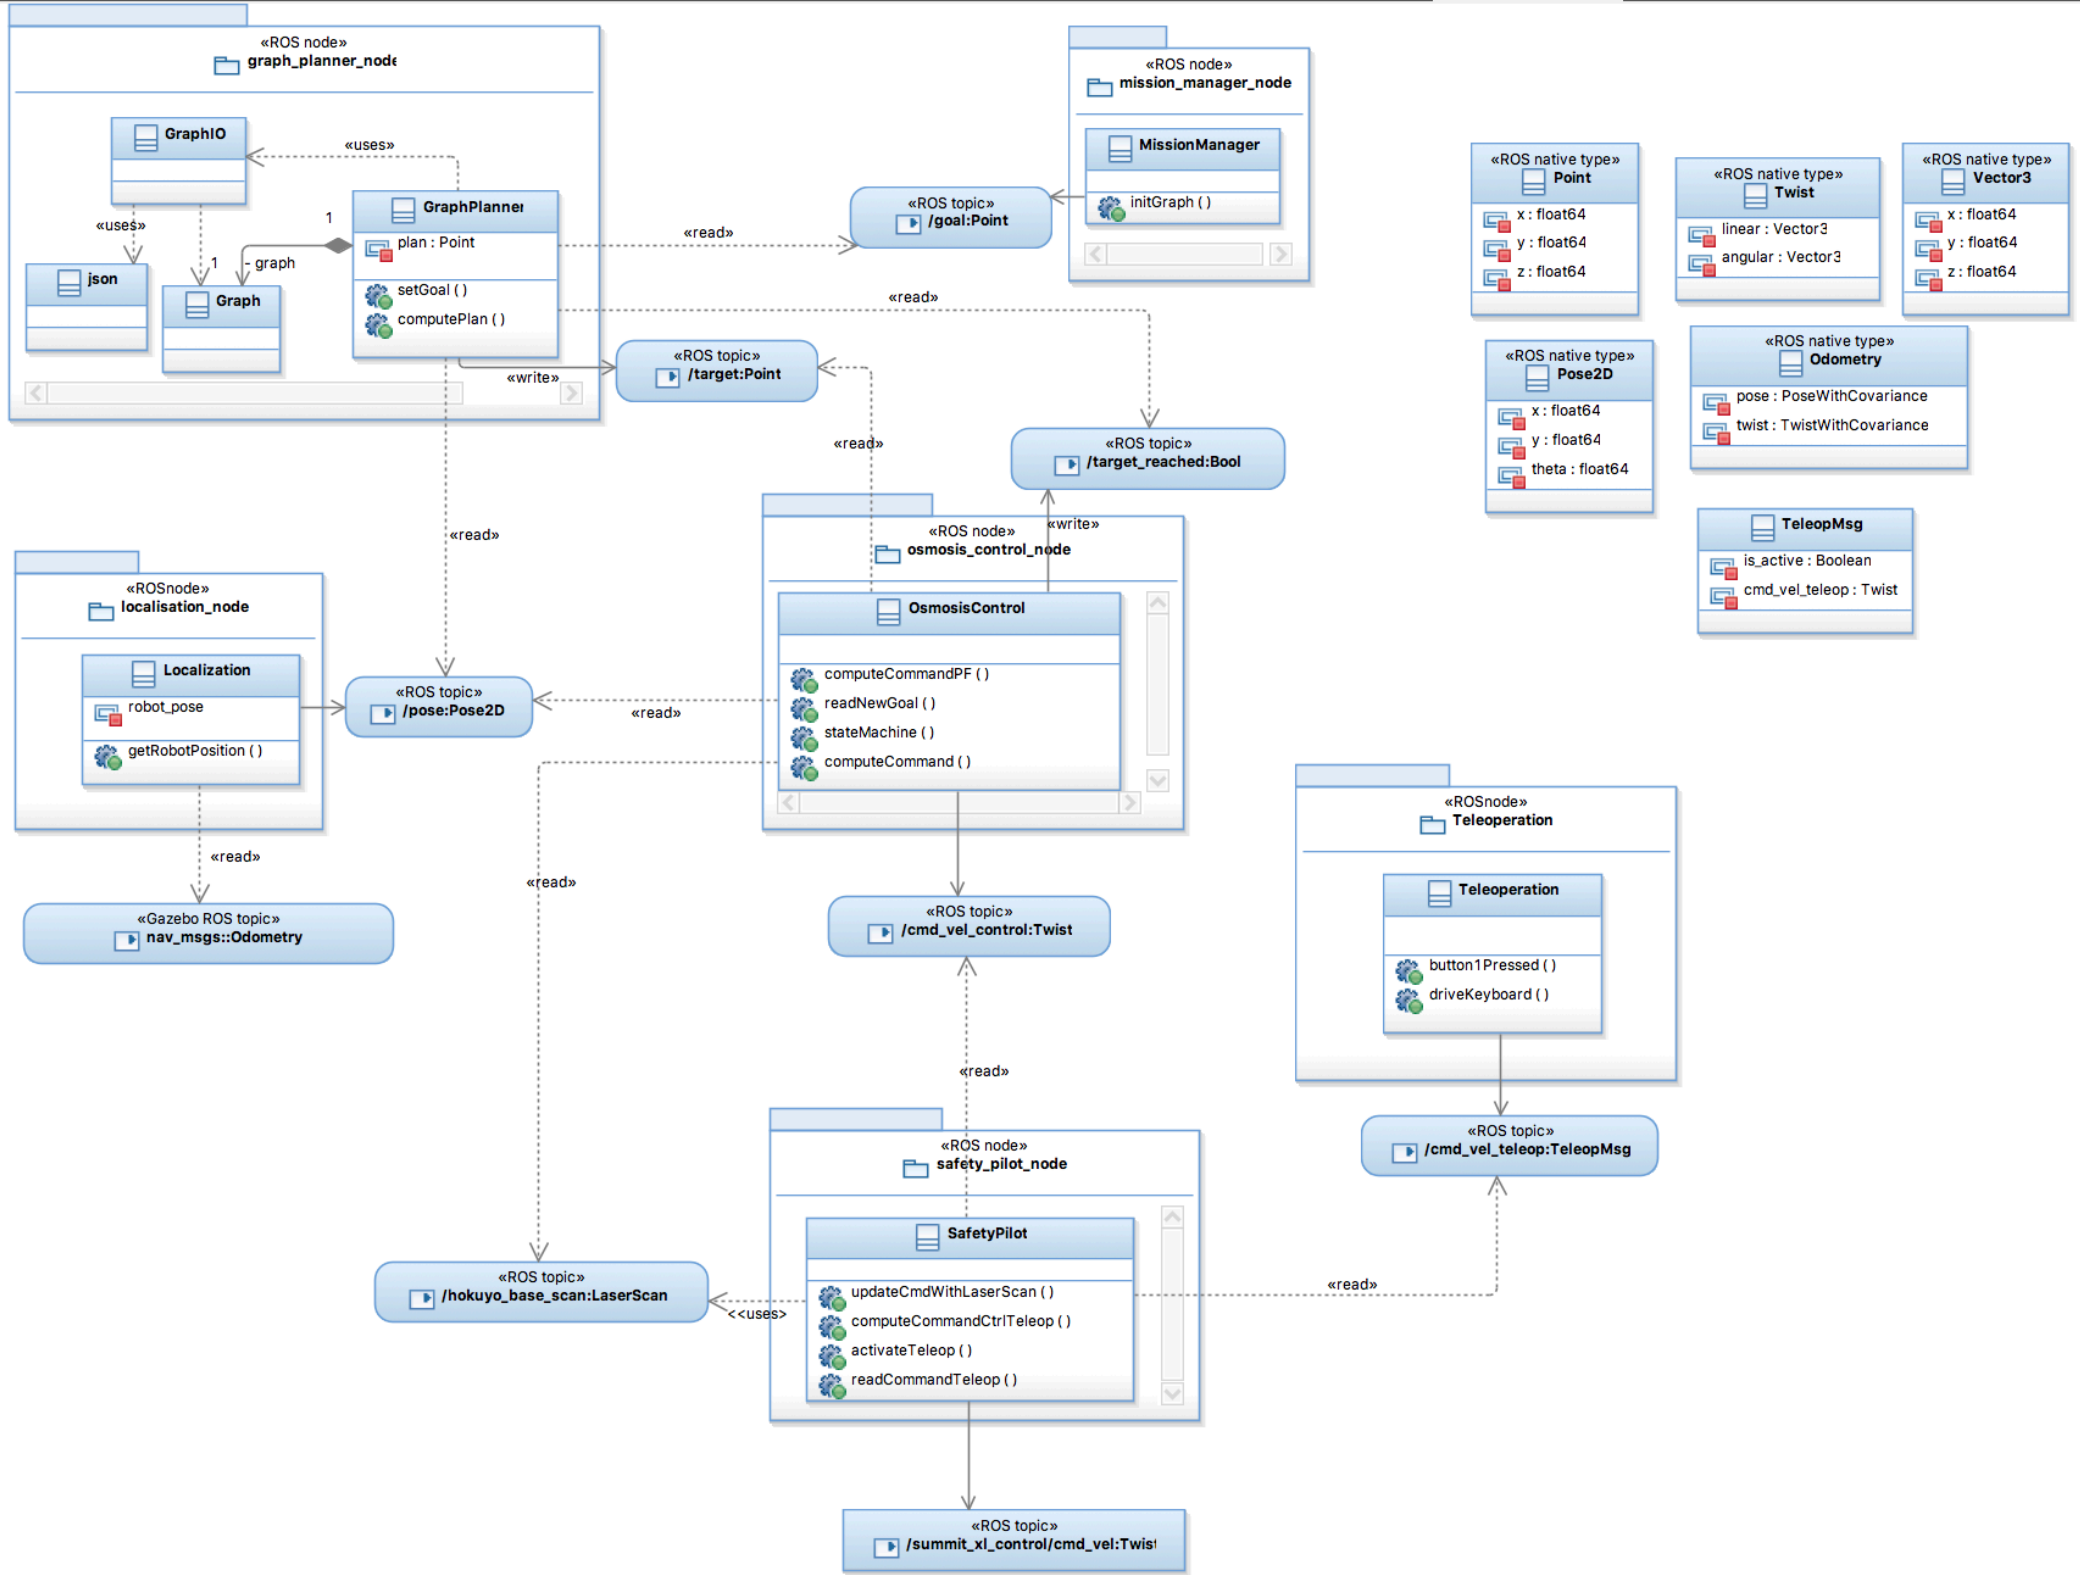 «ROS node»
graph_planner_node
GraphIO
«uses»
GraphPlanner
plan : Point
setGoal ( )
computePlan ( )
«uses»
1
1
- graph
json
Graph
«read»
«ROS topic»
/goal:Point
«ROS node»
mission_manager_node
MissionManager
initGraph ( )
«read»
«write»
«ROS topic»
/target:Point
«read»
«ROS topic»
/target_reached:Bool
«write»
«read»
«ROS native type»
Point
x : float64
y : float64
z : float64
«ROS native type»
Twist
linear : Vector3
angular : Vector3
«ROS native type»
Vector3
x : float64
y : float64
z : float64
«ROS native type»
Pose2D
x : float64
y : float64
theta : float64
«ROS native type»
Odometry
pose : PoseWithCovariance
twist : TwistWithCovariance
TeleopMsg
is_active : Boolean
cmd_vel_teleop : Twist
«ROSnode»
localisation_node
Localization
robot_pose
getRobotPosition ( )
«ROS topic»
/pose:Pose2D
«read»
«ROS node»
osmosis_control_node
OsmosisControl
computeCommandPF ( )
readNewGoal ( )
stateMachine ( )
computeCommand ( )
«read»
«Gazebo ROS topic»
nav_msgs::Odometry
«read»
«ROS topic»
/cmd_vel_control:Twist
«ROSnode»
Teleoperation
Teleoperation
button1Pressed ( )
driveKeyboard ( )
«read»
«ROS topic»
/cmd_vel_teleop:TeleopMsg
«ROS node»
safety_pilot_node
SafetyPilot
updateCmdWithLaserScan ( )
computeCommandCtrlTeleop ( )
activateTeleop ( )
readCommandTeleop ( )
«ROS topic»
/hokuyo_base_scan:LaserScan
<<uses>
«read»
«ROS topic»
/summit_xl_control/cmd_vel:Twist